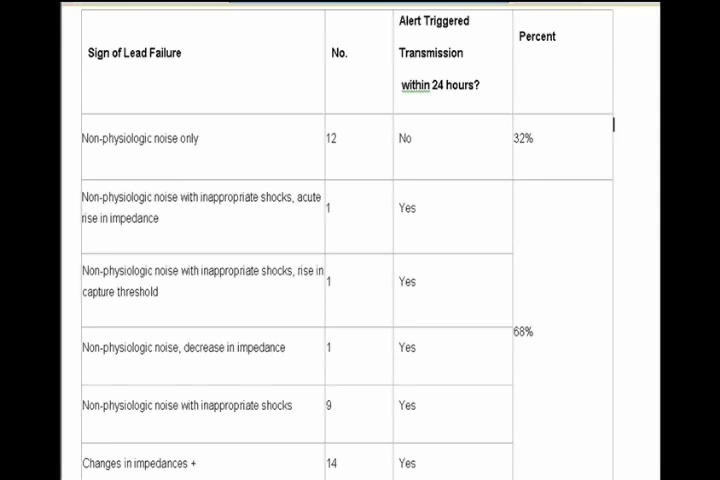 Sign of Lead Failure No. Alert Triggered Transmission within 24 hours? Percent
Non-physiologic noise only 12 No 32%
Non-physiologic noise with inappropriate shocks, acute
rise in impedance 1 Yes
Non-physiologic noise with inappropriate shocks, rise in
capture threshold 1 Yes
68%
Non-physiologic noise, decrease in impedance 1 Yes
Non-physiologic noise with inappropriate shocks 9 Yes
Changes in impedances + 14 Yes